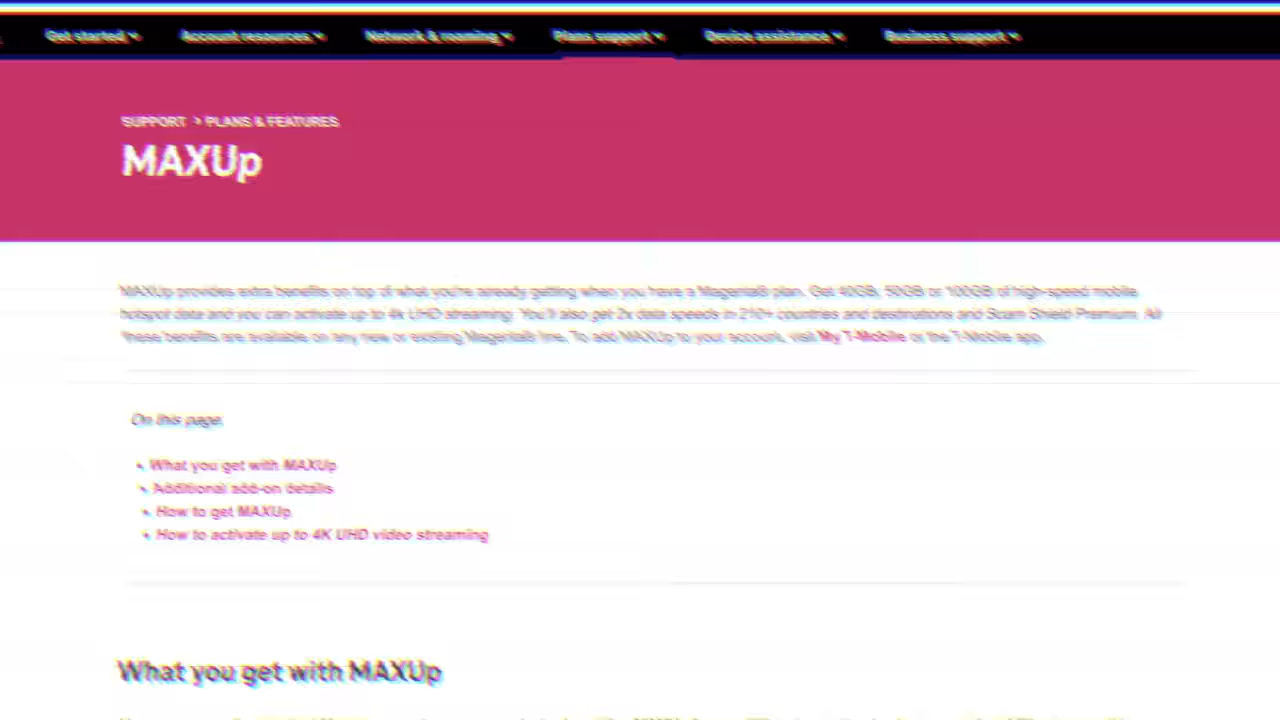 Get started
Account resources
Network & roaming
Plans support
Device assistance
Business support
SUPPORT > PLANS & FEATURES
MAXUp
MAXUp provides extra benefits on top of what you're already getting when you have a Magenta® plan. Get 40GB, 50GB or 100GB of high-speed mobile
hotspot data and you can activate up to 4k UHD streaming. You'll also get 2x data speeds in 210+ countries and destinations and Scam Shield Premium. All
these benefits are available on any new or existing Magenta® line. To add MAXUp to your account, visit My T-Mobile or the T-Mobile app.
On this page:
• What you get with MAXUp
• Additional add-on details
• How to get MAXUp
• How to activate up to 4K UHD video streaming
What you get with MAXUp